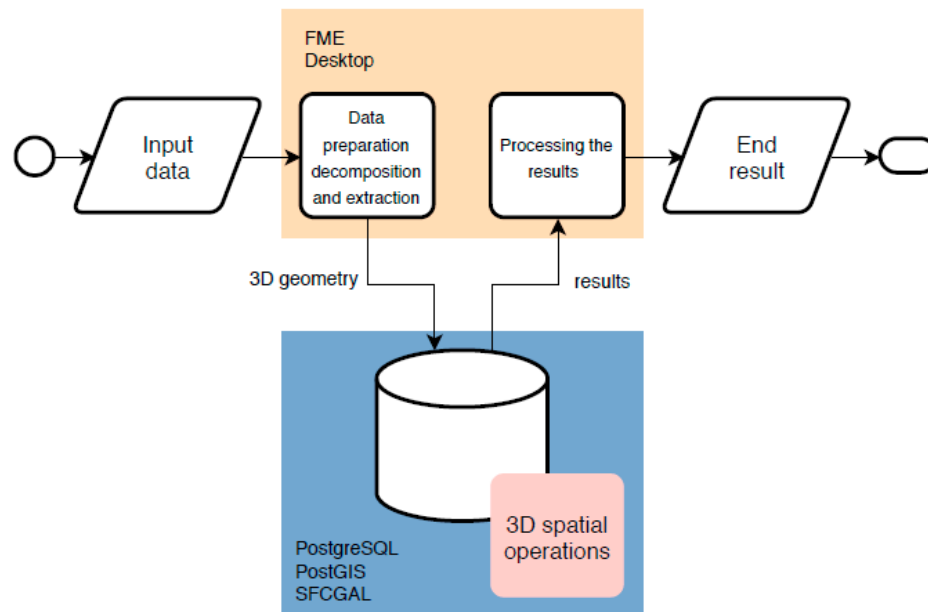 FME
Desktop
Input
data
Data
preparation
decomposition
and extraction
Processing the
results
End
result
3D geometry
results
3D spatial
operations
PostgreSQL
PostGIS
SFCGAL